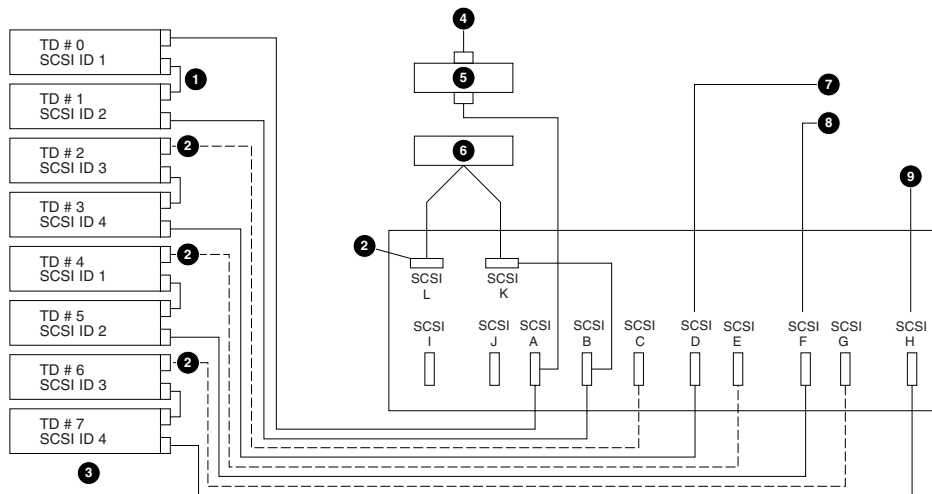 TD # 0
SCSI ID 1
1
TD # 1
SCSI ID 2
2
TD # 2
SCSI ID 3
TD # 3
SCSI ID 4
2
TD # 4
SCSI ID 1
TD # 5
SCSI ID 2
2
TD # 6
SCSI ID 3
TD # 7
SCSI ID 4
3
4
5
6
7
8
9
2
SCSI
L
SCSI
K
SCSI
I
SCSI
J
SCSI
A
SCSI
B
SCSI
C
SCSI
D
SCSI
E
SCSI
F
SCSI
G
SCSI
H